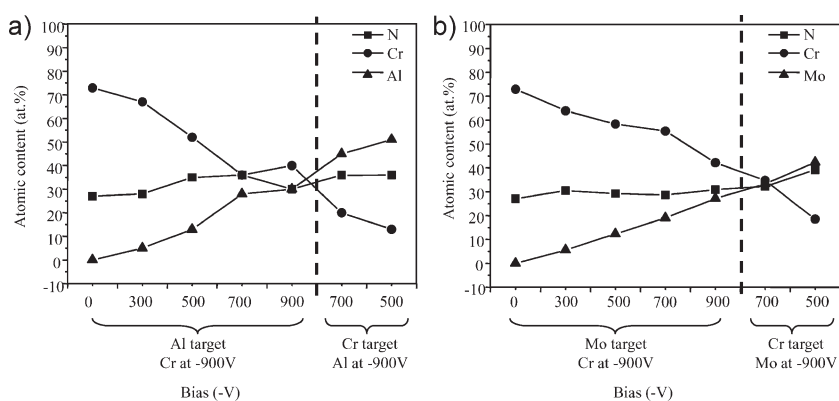 a)
100
90
80
70
60
50
40
30
20
10
0
-10
Atomic content (at.%)
N
Cr
Al
0 300 500 700 900 700 500
Al target
Cr at -900V
Cr target
Al at -900V
Bias (-V)
b)
100
90
80
70
60
50
40
30
20
10
0
-10
Atomic content (at.%)
N
Cr
Mo
0 300 500 700 900 700 500
Mo target
Cr at -900V
Cr target
Mo at -900V
Bias (-V)